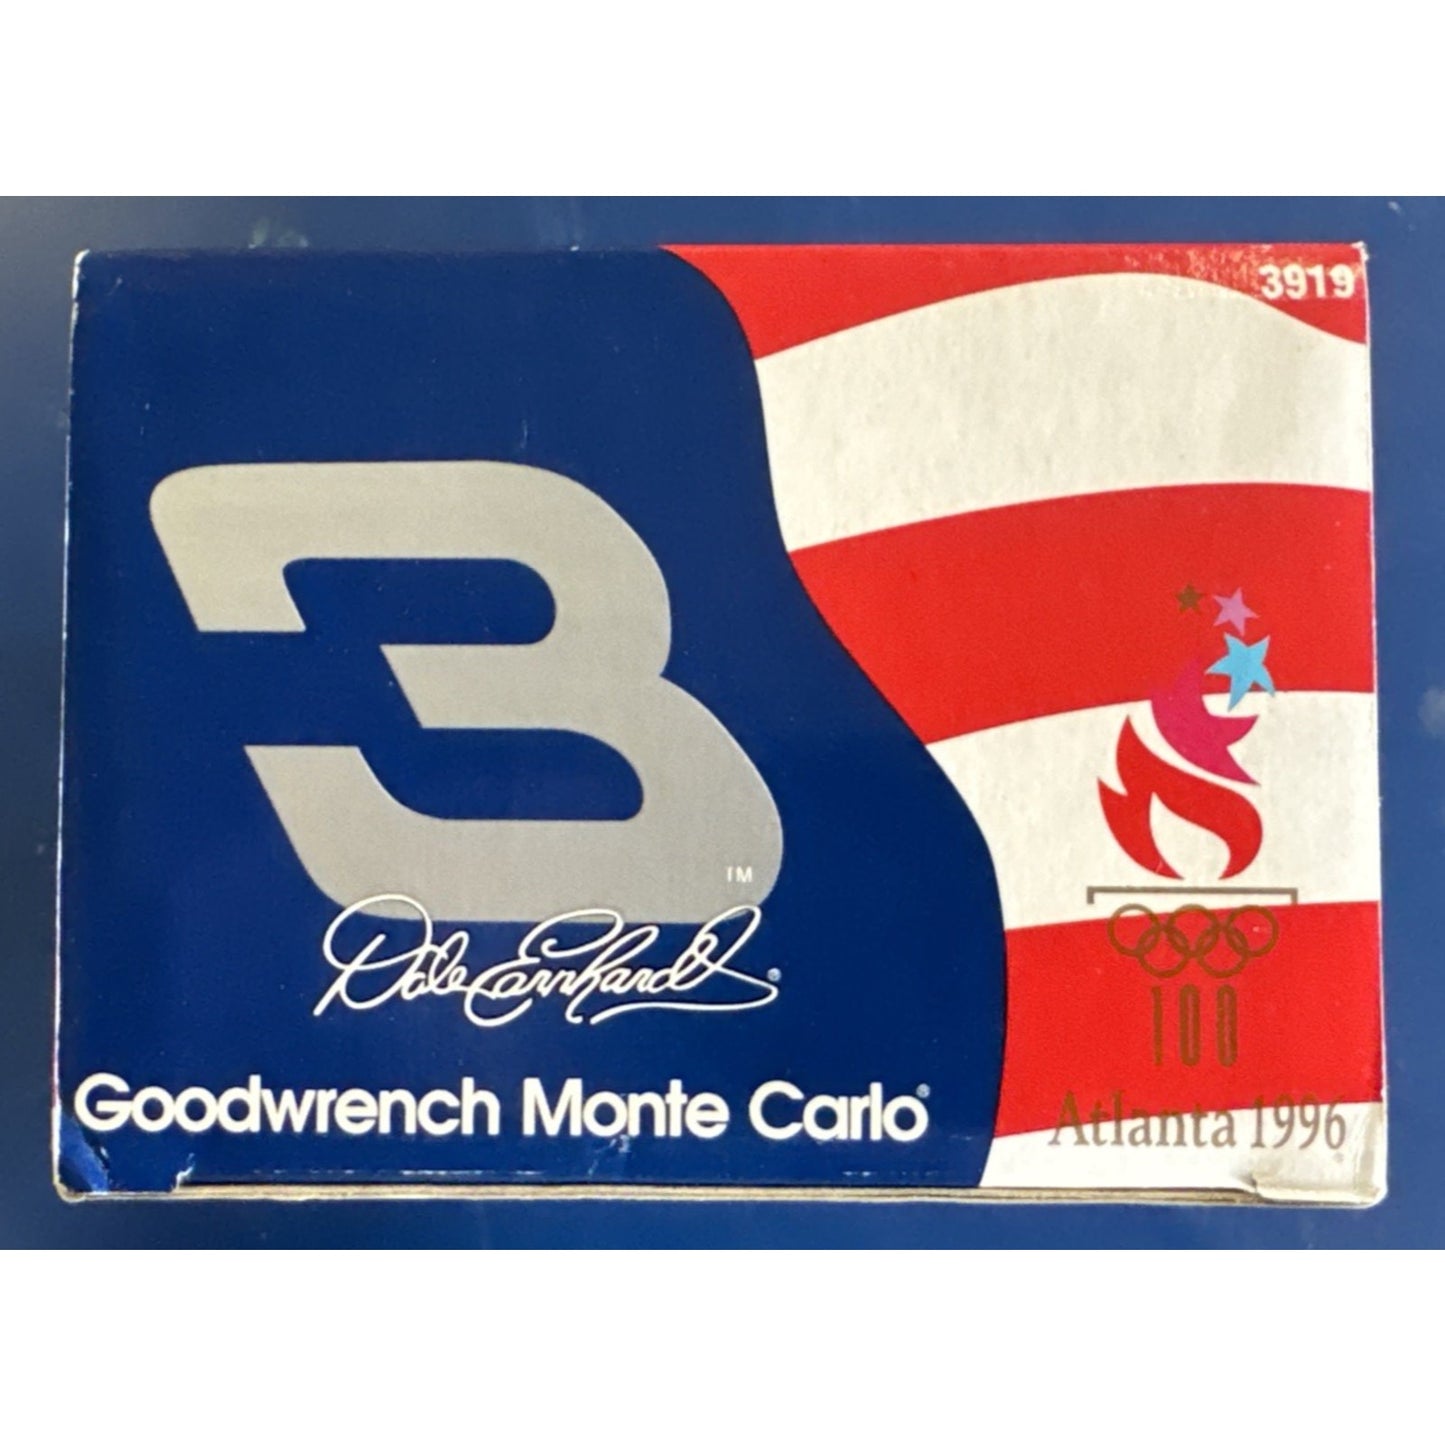 3919
3
TM
Dale Earnhardt®
Goodwrench Monte Carlo®
100
Atlanta 1996